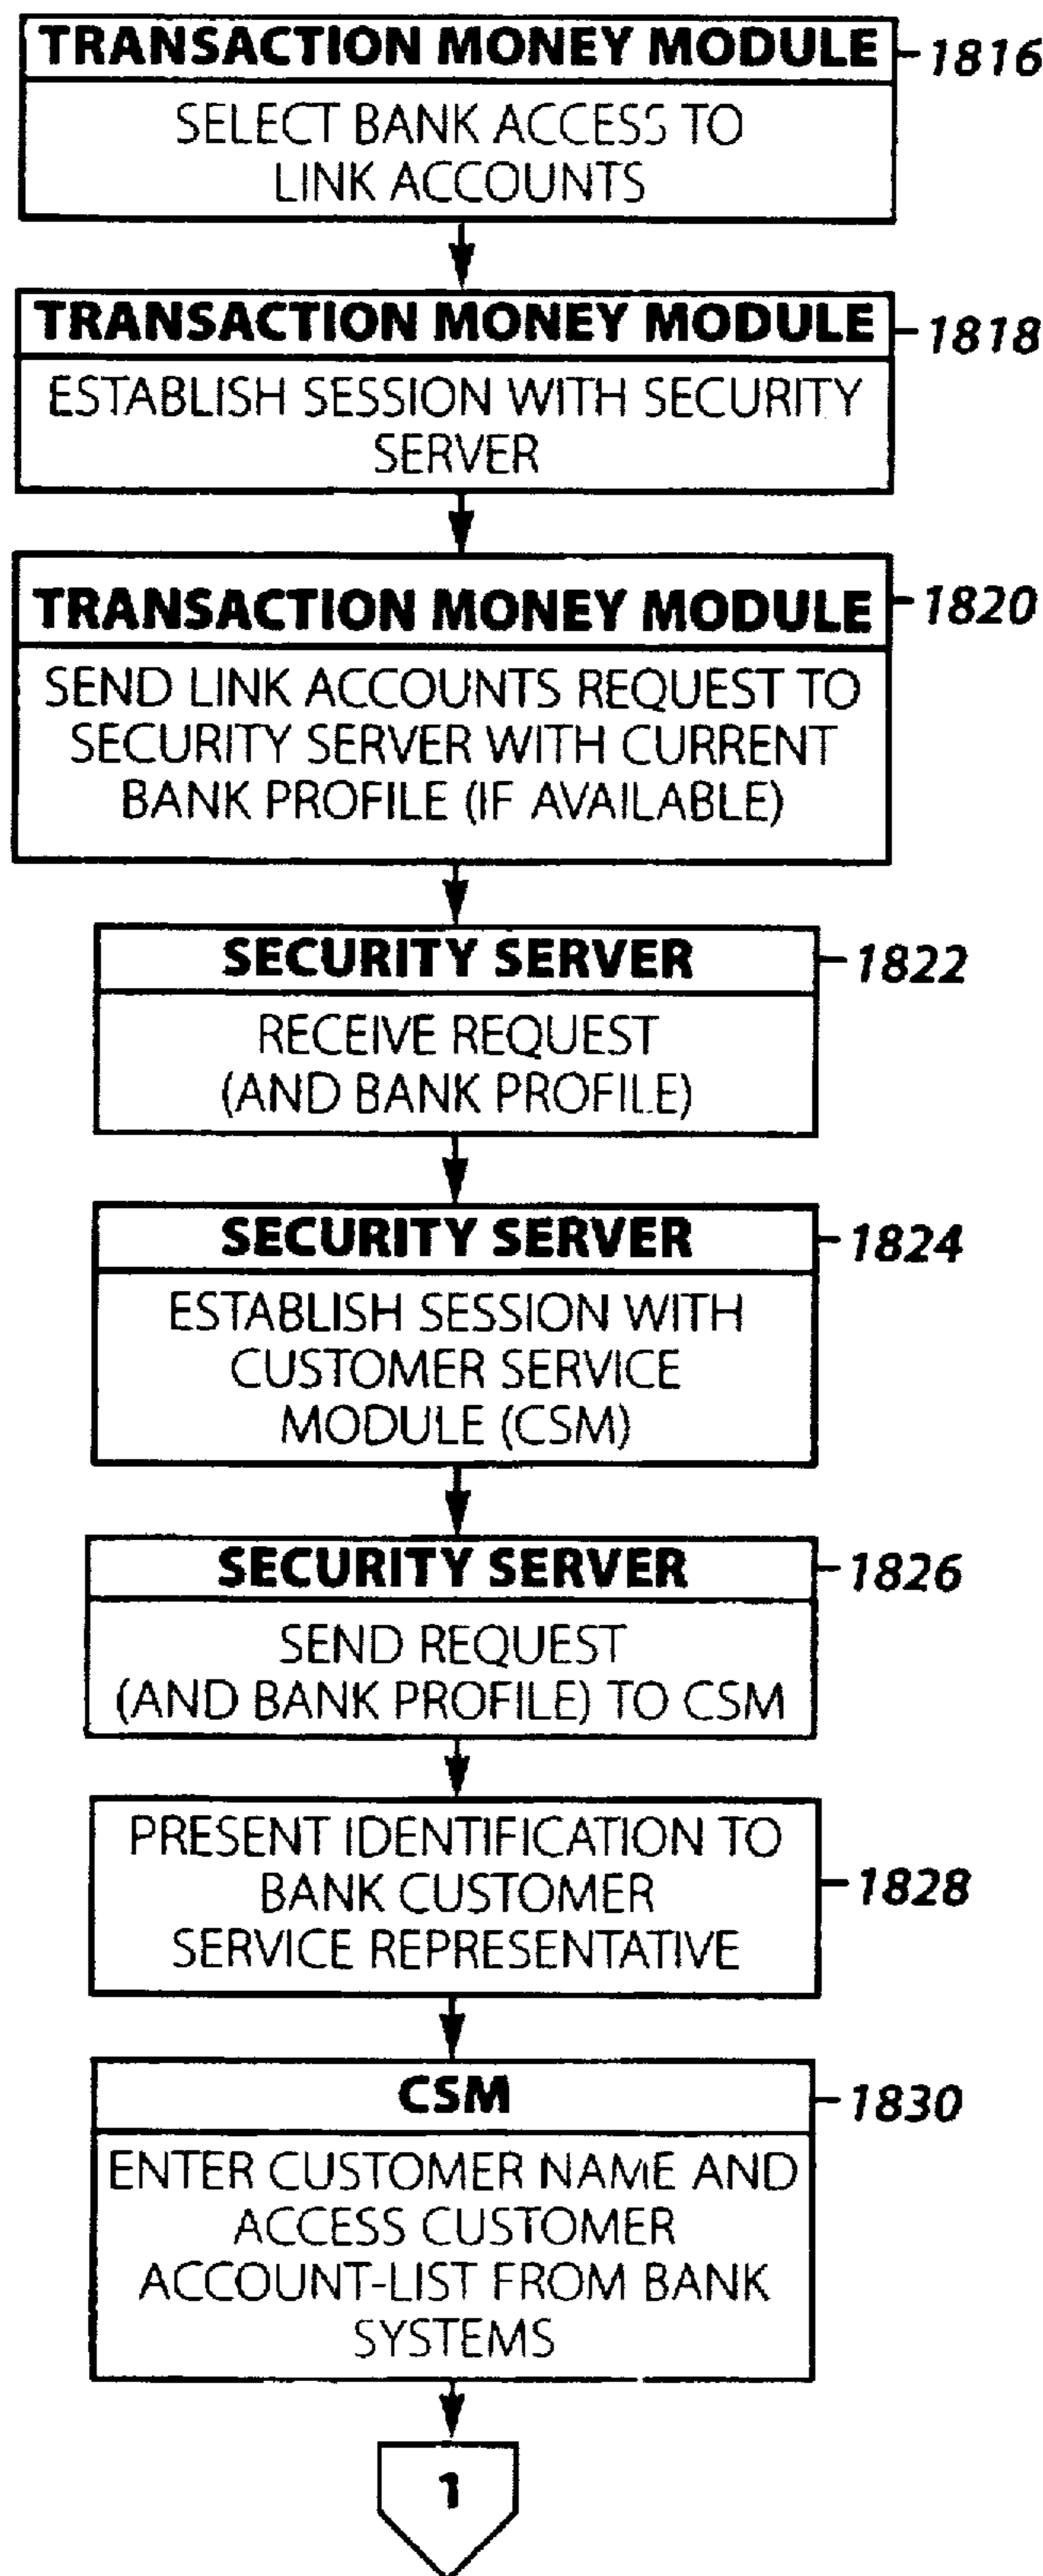 TRANSACTION MONEY MODULE
1816
SELECT BANK ACCESS TO
LINK ACCOUNTS
TRANSACTION MONEY MODULE
1818
ESTABLISH SESSION WITH SECURITY
SERVER
TRANSACTION MONEY MODULE
1820
SEND LINK ACCOUNTS REQUEST TO
SECURITY SERVER WITH CURRENT
BANK PROFILE (IF AVAILABLE)
SECURITY SERVER
1822
RECEIVE REQUEST
(AND BANK PROFILE)
SECURITY SERVER
1824
ESTABLISH SESSION WITH
CUSTOMER SERVICE
MODULE (CSM)
SECURITY SERVER
1826
SEND REQUEST
(AND BANK PROFILE) TO CSM
PRESENT IDENTIFICATION TO
BANK CUSTOMER
1828
SERVICE REPRESENTATIVE
CSM
1830
ENTER CUSTOMER NAME AND
ACCESS CUSTOMER
ACCOUNT-LIST FROM BANK
SYSTEMS
1